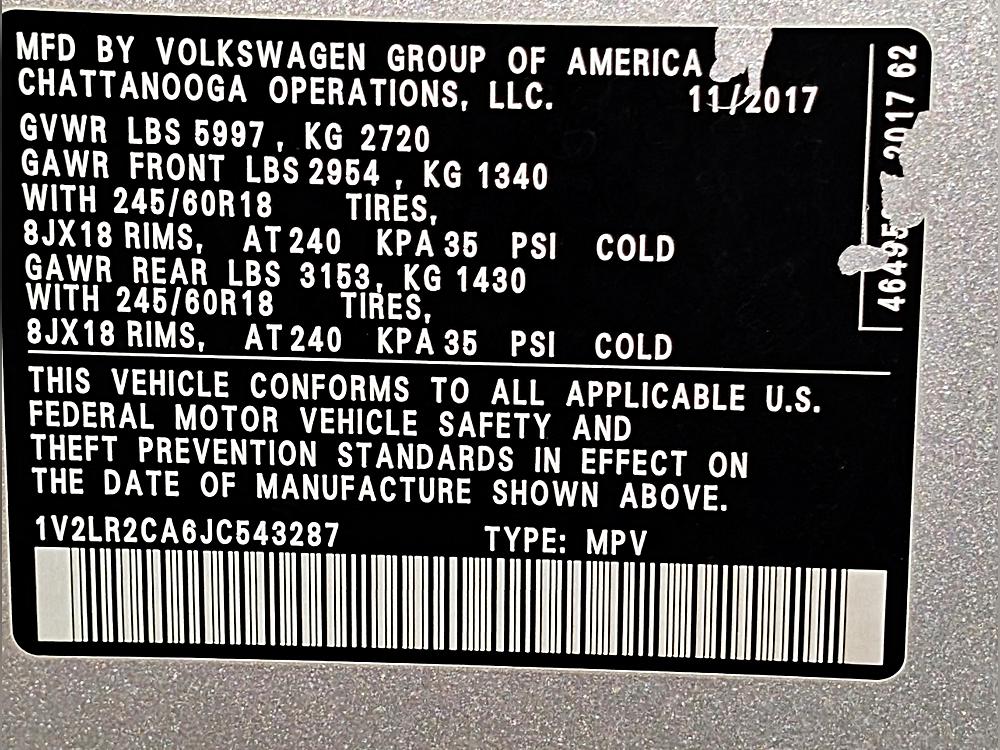 MFD BY VOLKSWAGEN GROUP OF AMERICA
CHATTANOOGA OPERATIONS, LLC. 11/2017
GVWR LBS 5997 , KG 2720
GAWR FRONT LBS 2954 , KG 1340
WITH 245/60R18 TIRES,
8JX18 RIMS, AT 240 KPA 35 PSI COLD
GAWR REAR LBS 3153, KG 1430
WITH 245/60R18 TIRES,
8JX18 RIMS, AT 240 KPA 35 PSI COLD
THIS VEHICLE CONFORMS TO ALL APPLICABLE U.S.
FEDERAL MOTOR VEHICLE SAFETY AND
THEFT PREVENTION STANDARDS IN EFFECT ON
THE DATE OF MANUFACTURE SHOWN ABOVE.
1V2LR2CA6JC543287 TYPE: MPV
2017 62